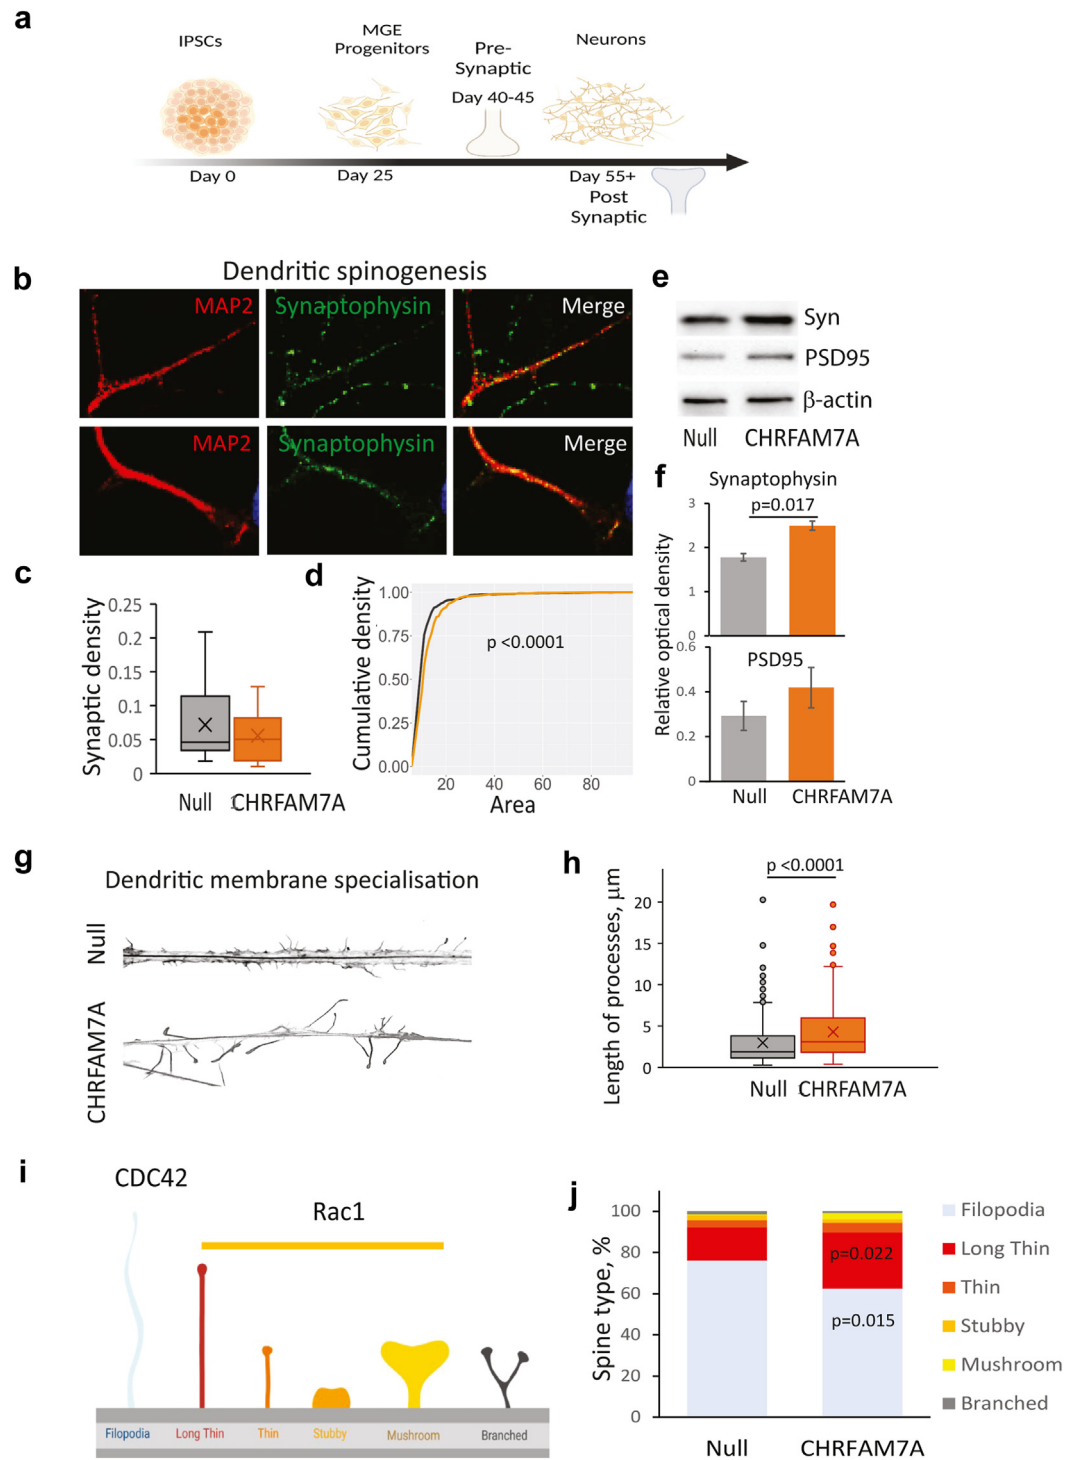 a
IPSCs
MGE
Progenitors
Pre-
Synaptic
Day 40-45
Neurons
Day 0
Day 25
Day 55+
Post
Synaptic
b
Dendritic spinogenesis
MAP2
Synaptophysin
Merge
MAP2
Synaptophysin
Merge
c
Synaptic density
0.25
0.2
0.15
0.1
0.05
0
Null
CHRFAM7A
d
Cumulative density
1.00
0.75
0.50
0.25
0.00
p <0.0001
20
40
60
80
Area
e
Syn
PSD95
β-actin
Null
CHRFAM7A
f
Synaptophysin
p=0.017
Relative optical density
3
2
1
0
PSD95
0.6
0.4
0.2
0
Null
CHRFAM7A
g
Dendritic membrane specialisation
Null
CHRFAM7A
h
p <0.0001
Length of processes, μm
20
15
10
5
0
Null
CHRFAM7A
i
CDC42
Rac1
Filopodia
Long Thin
Thin
Stubby
Mushroom
Branched
j
Spine type, %
100
80
60
40
20
0
p=0.022
p=0.015
Null
CHRFAM7A
Filopodia
Long Thin
Thin
Stubby
Mushroom
Branched